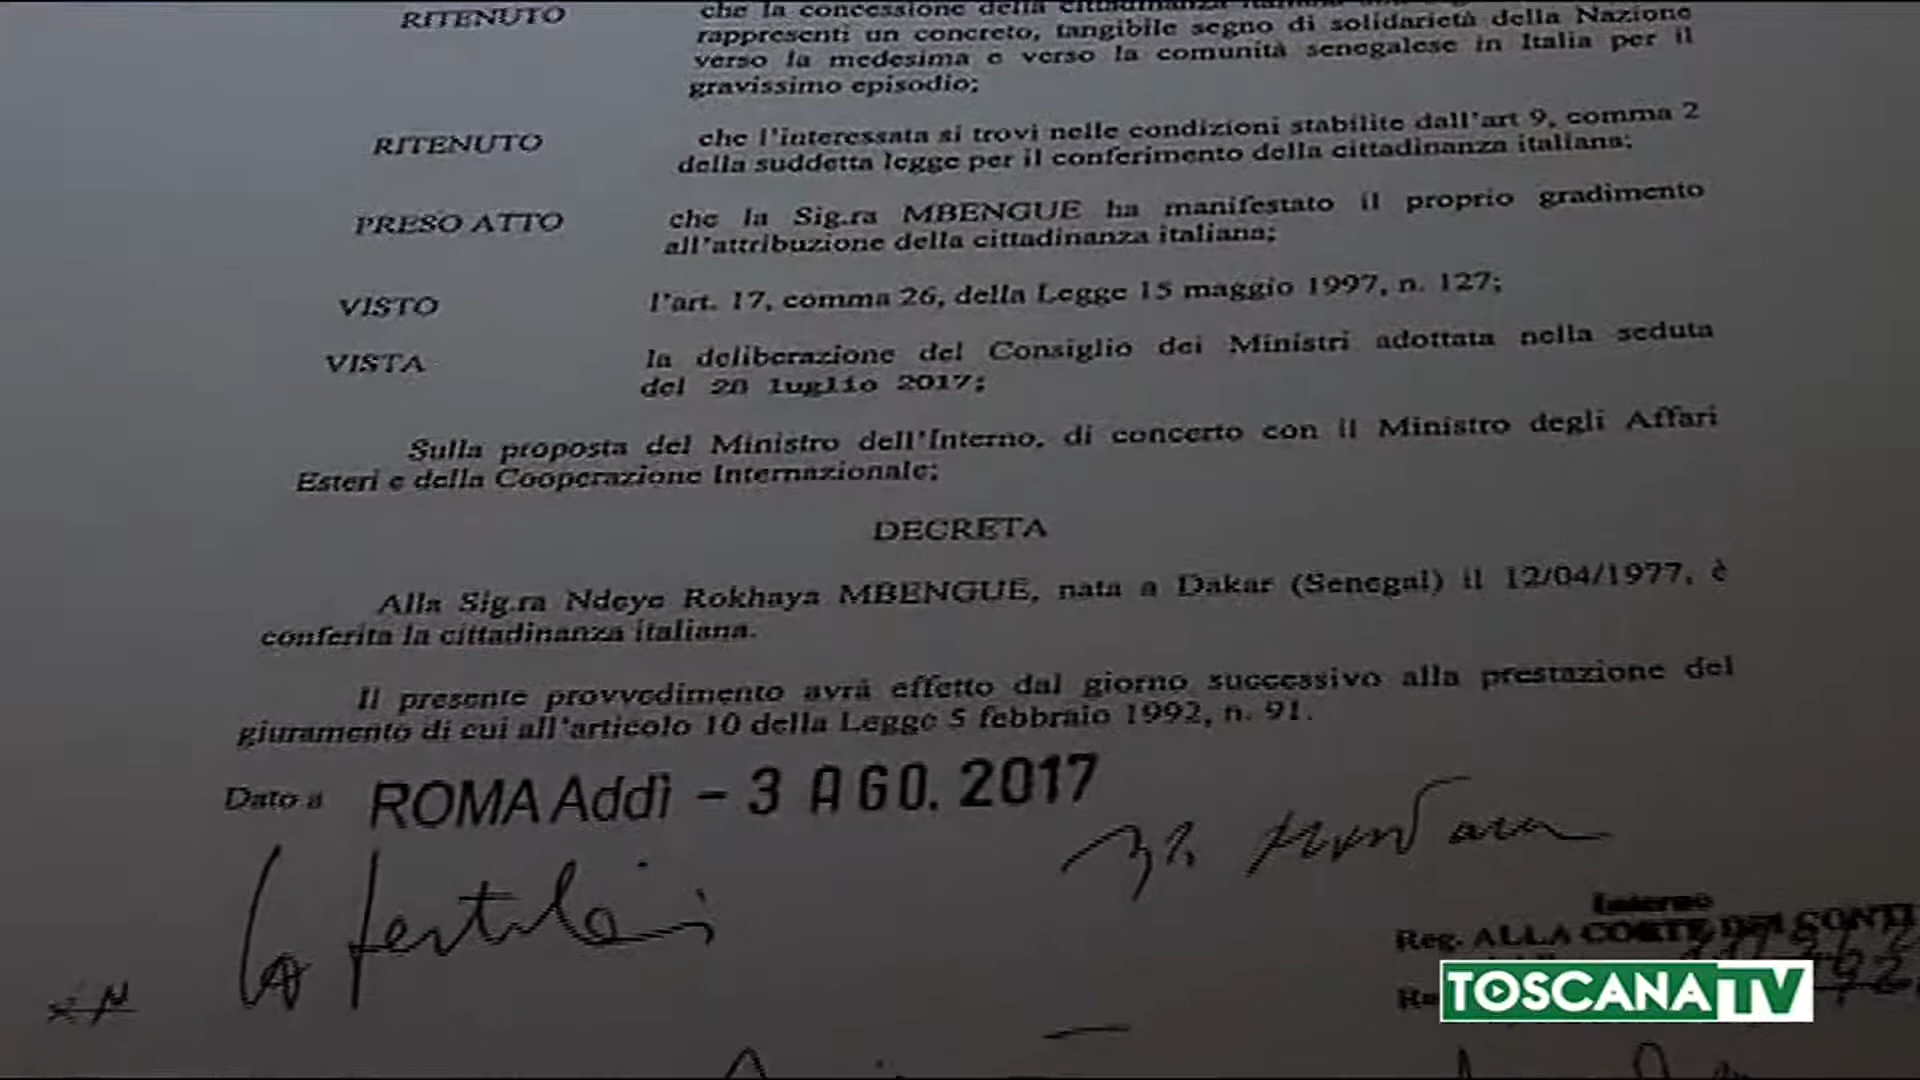 RITENUTO che la concessione della cittadinanza italiana
rappresenti un concreto, tangibile segno di solidarietà della Nazione
verso la medesima e verso la comunità senegalese in Italia per il
gravissimo episodio;
RITENUTO che l'interessata si trovi nelle condizioni stabilite dall'art 9, comma 2
della suddetta legge per il conferimento della cittadinanza italiana;
PRESO ATTO che la Sig.ra MBENGUE ha manifestato il proprio gradimento
all'attribuzione della cittadinanza italiana;
VISTO l'art. 17, comma 26, della Legge 15 maggio 1997, n. 127;
VISTA la deliberazione del Consiglio dei Ministri adottata nella seduta
del 28 luglio 2017;
Sulla proposta del Ministro dell'Interno, di concerto con il Ministro degli Affari
Esteri e della Cooperazione Internazionale;
DECRETA
Alla Sig.ra Ndeye Rokhaya MBENGUE, nata a Dakar (Senegal) il 12/04/1977, è
conferita la cittadinanza italiana.
Il presente provvedimento avrà effetto dal giorno successivo alla prestazione del
giuramento di cui all'articolo 10 della Legge 5 febbraio 1992, n. 91.
Dato a ROMA Addì - 3 AGO. 2017
Interno
Reg. ALLA CORTE DEI CONTI
TOSCANA TV